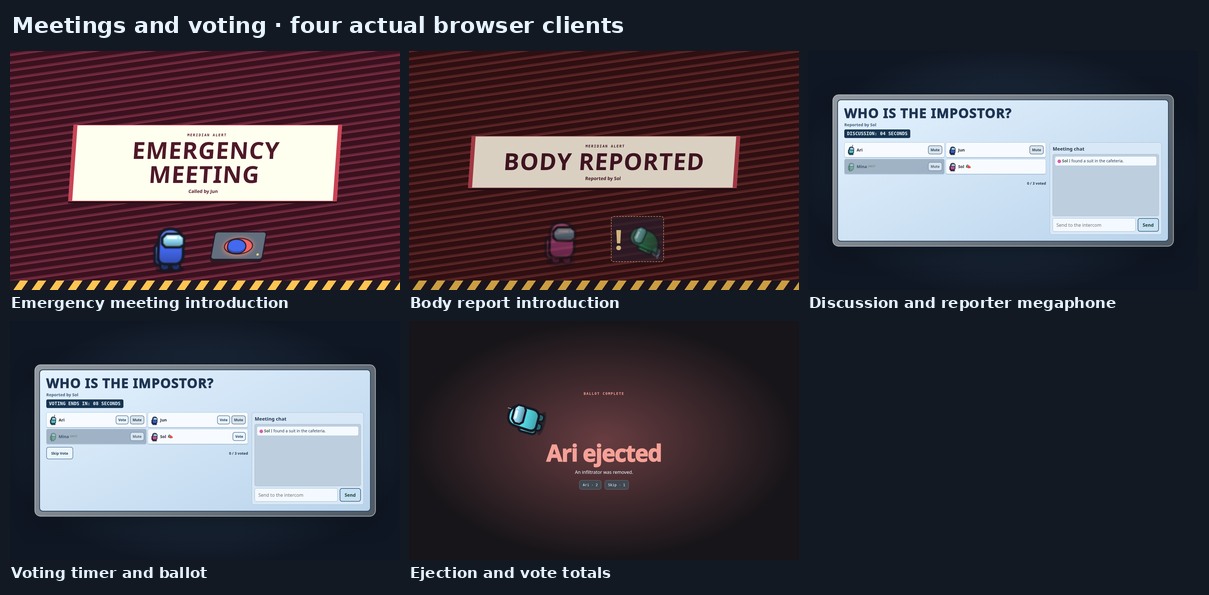 Meetings and voting · four actual browser clients
MERIDIAN ALERT
EMERGENCY
MEETING
Called by Jun
Emergency meeting introduction
MERIDIAN ALERT
BODY REPORTED
Reported by Sol
!
Body report introduction
WHO IS THE IMPOSTOR?
Reported by Sol
DISCUSSION: 04 SECONDS
Ari Mute Jun Mute
Mina Mute Sol
0 / 3 voted
Meeting chat
Sol I found a suit in the cafeteria.
Send to the intercom Send
Discussion and reporter megaphone
WHO IS THE IMPOSTOR?
Reported by Sol
VOTING ENDS IN: 08 SECONDS
Ari Vote Mute Jun Vote Mute
Mina Mute Sol Vote
Skip Vote 0 / 3 voted
Meeting chat
Sol I found a suit in the cafeteria.
Send to the intercom Send
Voting timer and ballot
BALLOT COMPLETE
Ari ejected
An infiltrator was removed.
Ari · 2 Skip · 1
Ejection and vote totals